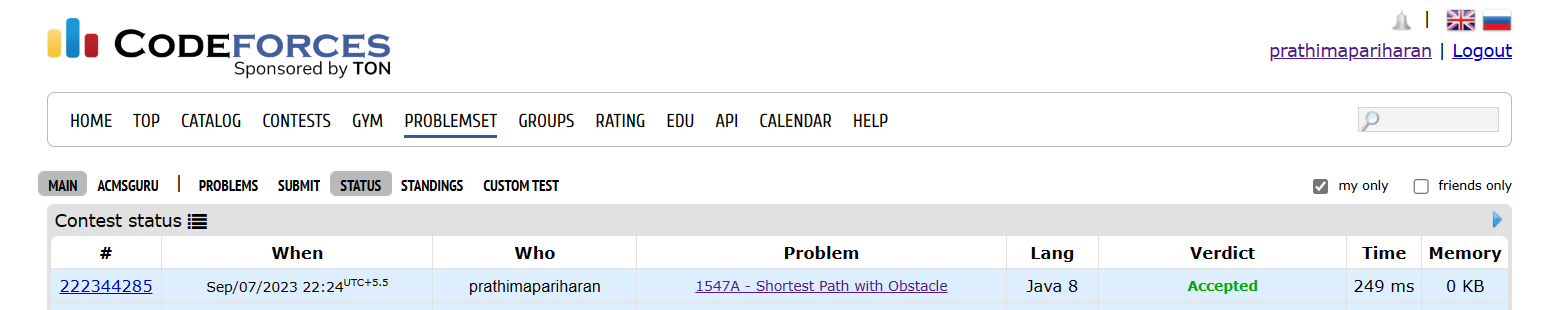 CODEFORCES
Sponsored by TON
|
prathimapariharan | Logout
HOME TOP CATALOG CONTESTS GYM PROBLEMSET GROUPS RATING EDU API CALENDAR HELP
MAIN ACMSGURU | PROBLEMS SUBMIT STATUS STANDINGS CUSTOM TEST my only friends only
Contest status
# When Who Problem Lang Verdict Time Memory
222344285 Sep/07/2023 22:24UTC+5.5 prathimapariharan 1547A - Shortest Path with Obstacle Java 8 Accepted 249 ms 0 KB